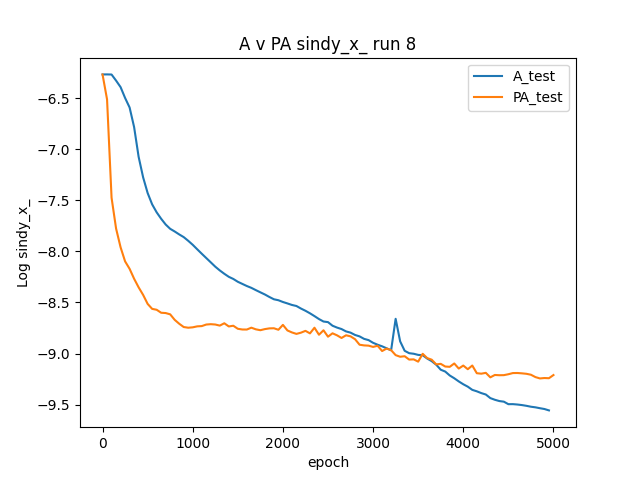 A v PA sindy_x_ run 8
A_test
PA_test
Log sindy_x_
−6.5
−7.0
−7.5
−8.0
−8.5
−9.0
−9.5
0 1000 2000 3000 4000 5000
epoch